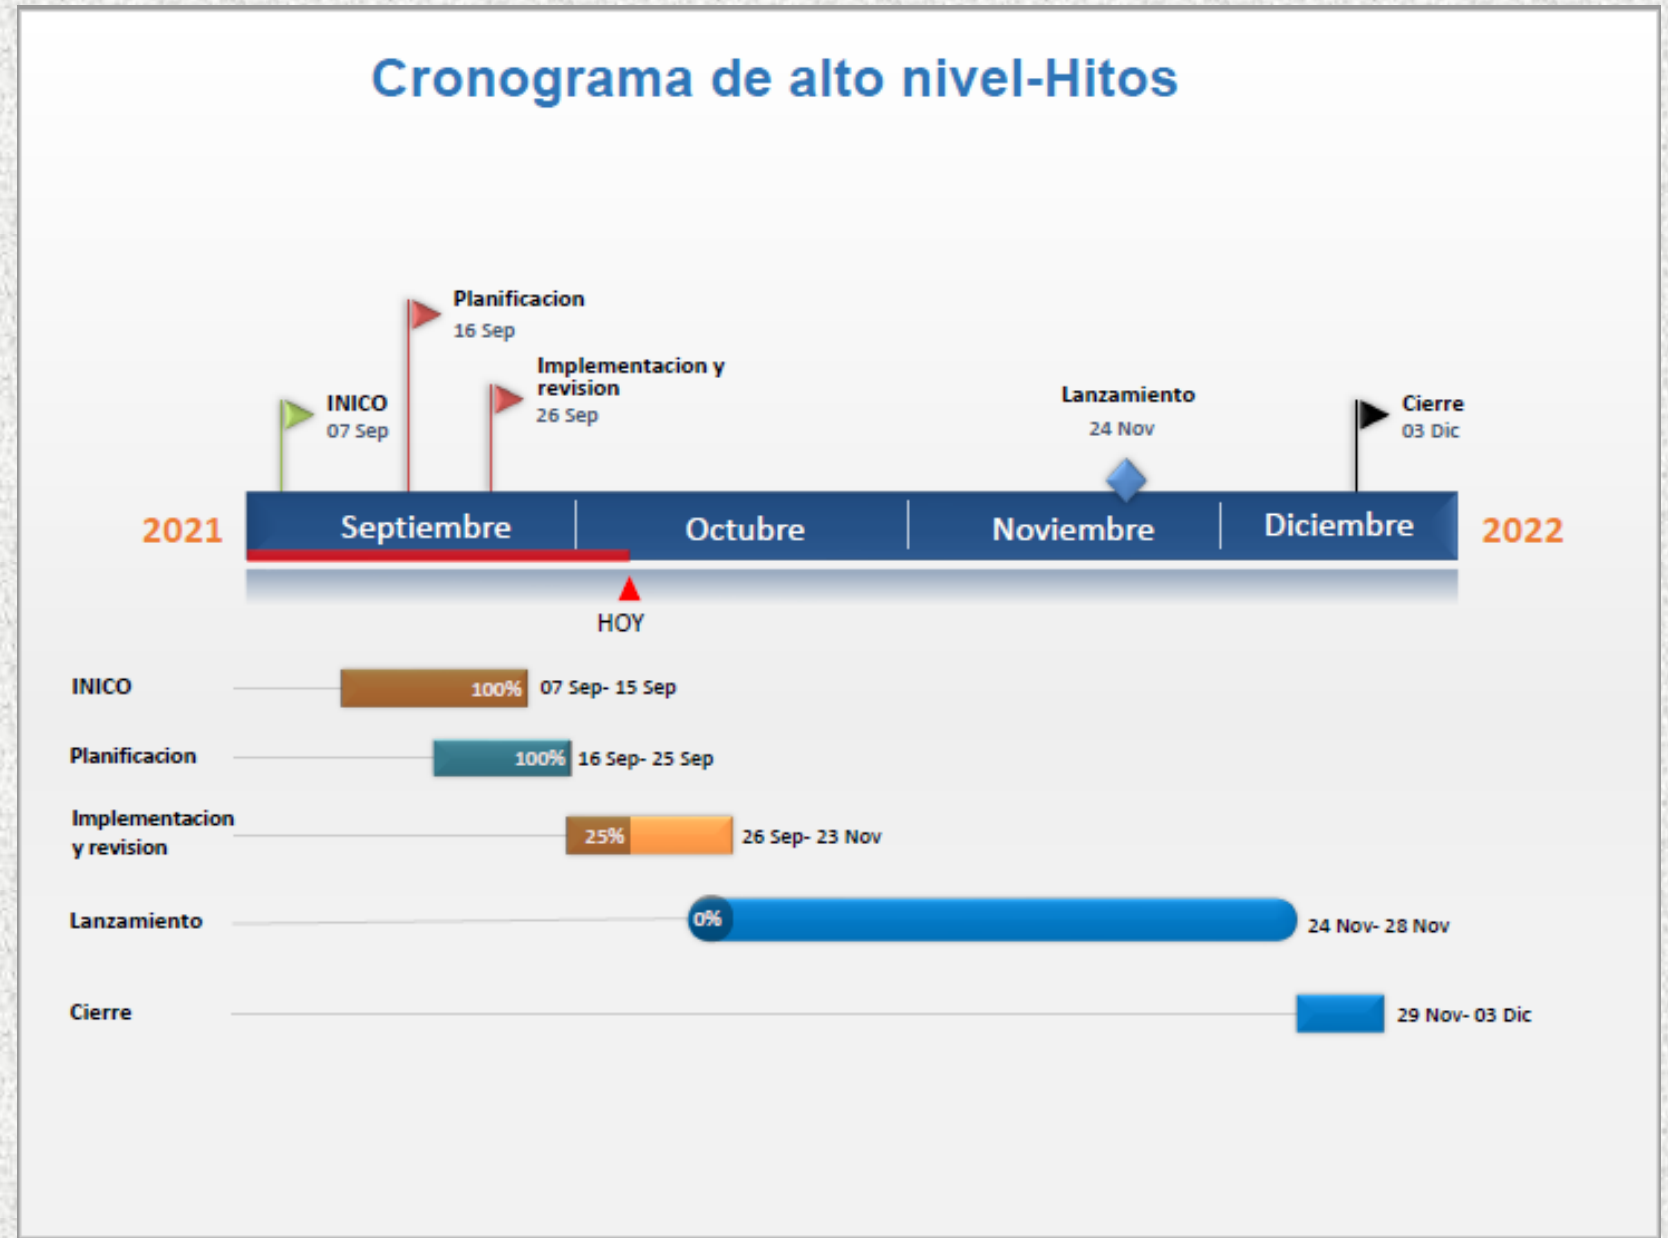 Cronograma de alto nivel-Hitos
Planificacion
16 Sep
Implementacion y
revision
26 Sep
INICO
07 Sep
Lanzamiento
24 Nov
Cierre
03 Dic
2021
Septiembre
Octubre
Noviembre
Diciembre
2022
HOY
INICO
100%
07 Sep- 15 Sep
Planificacion
100%
16 Sep- 25 Sep
Implementacion
y revision
25%
26 Sep- 23 Nov
Lanzamiento
0%
24 Nov- 28 Nov
Cierre
29 Nov- 03 Dic